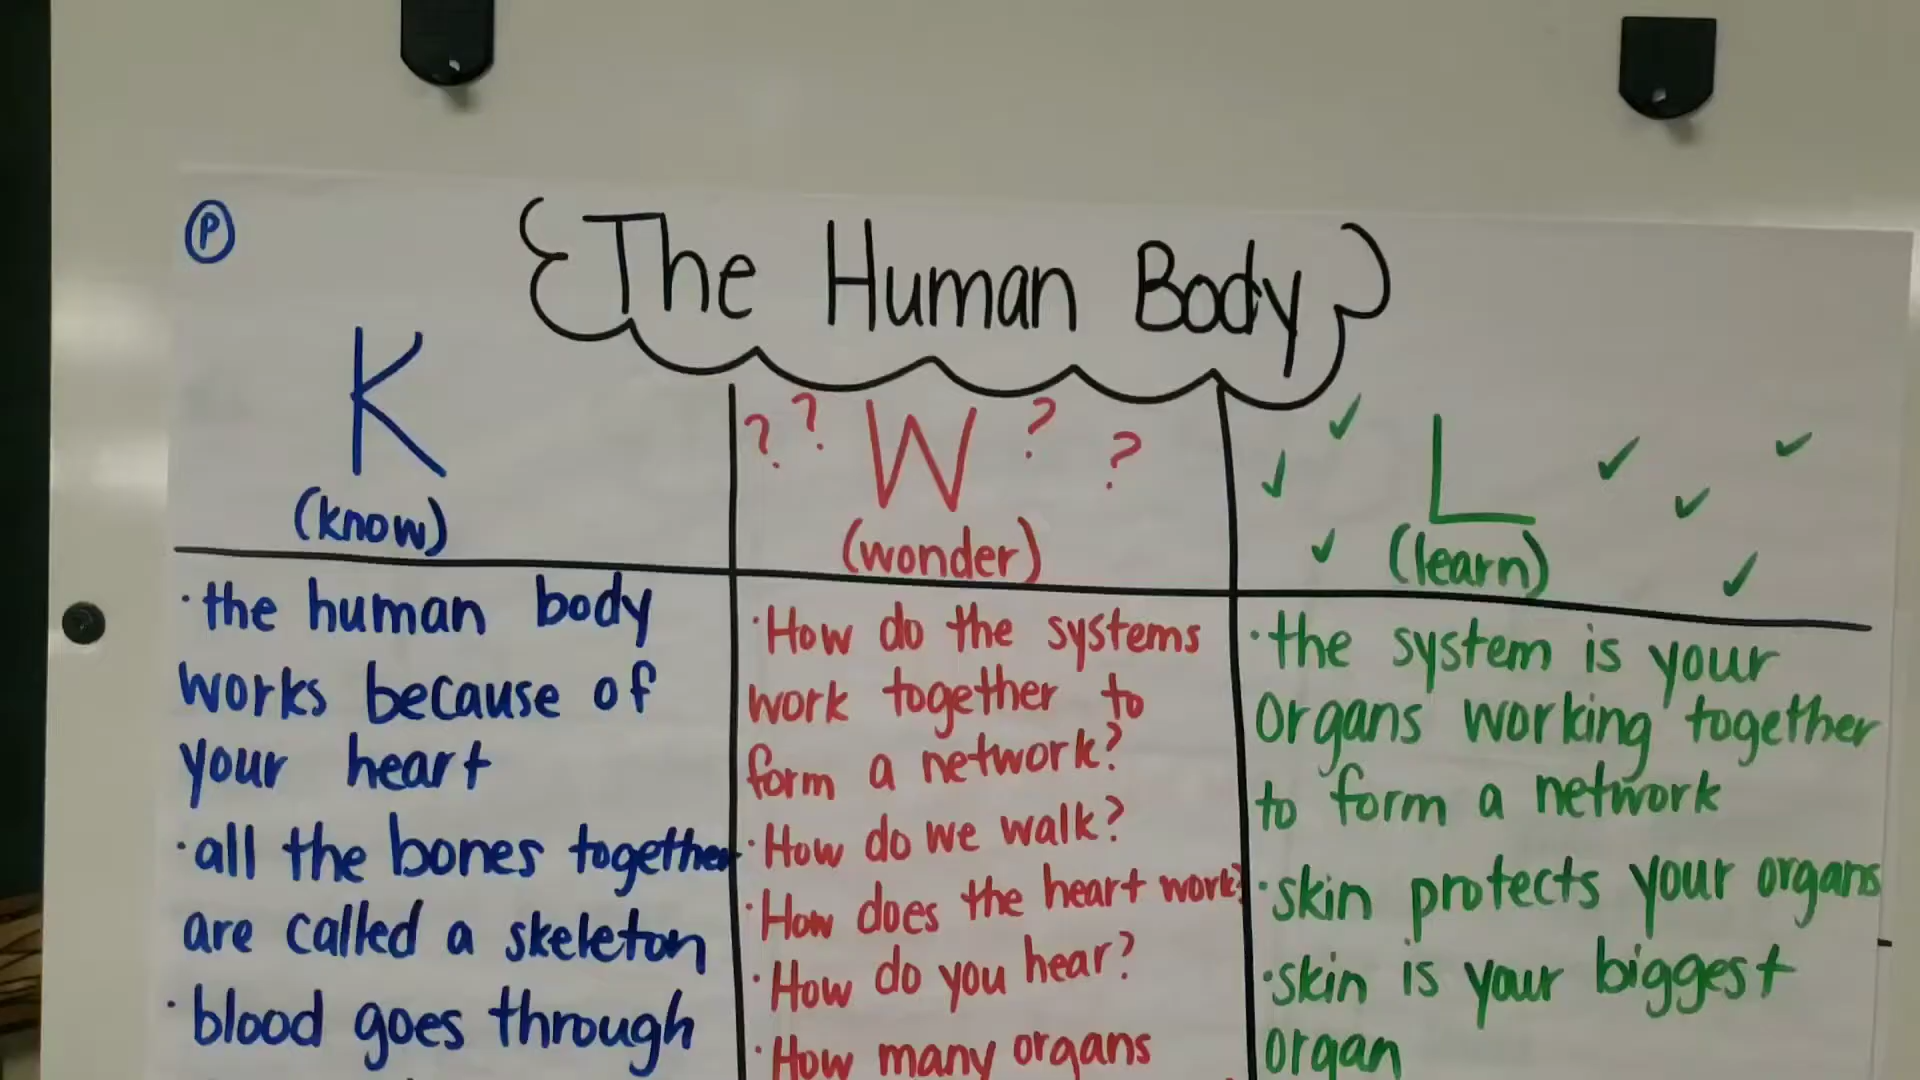 P
The Human Body
K
(know)
· the human body
works because of
your heart
· all the bones together
are called a skeleton
· blood goes through
? ? W ? ?
(wonder)
· How do the systems
work together to
form a network?
· How do we walk?
· How does the heart work?
· How do you hear?
· How many organs
L
(learn)
· the system is your
organs working together
to form a network
· skin protects your organs
· skin is your biggest
organ